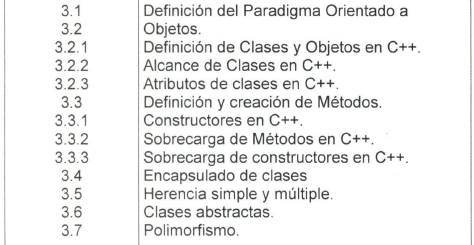 3.1 Definición del Paradigma Orientado a
3.2 Objetos.
3.2.1 Definición de Clases y Objetos en C++.
3.2.2 Alcance de Clases en C++.
3.2.3 Atributos de clases en C++.
3.3 Definición y creación de Métodos.
3.3.1 Constructores en C++.
3.3.2 Sobrecarga de Métodos en C++.
3.3.3 Sobrecarga de constructores en C++.
3.4 Encapsulado de clases
3.5 Herencia simple y múltiple.
3.6 Clases abstractas.
3.7 Polimorfismo.